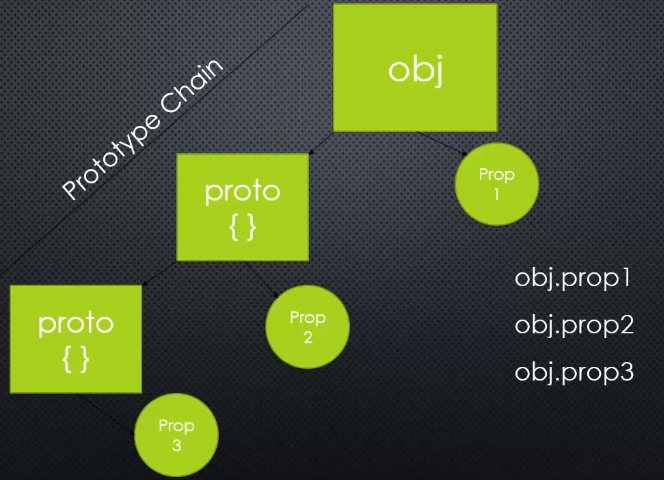 obj
Prototype Chain
Prop
1
proto
{ }
obj.prop1
proto
{ }
Prop
2
obj.prop2
obj.prop3
Prop
3